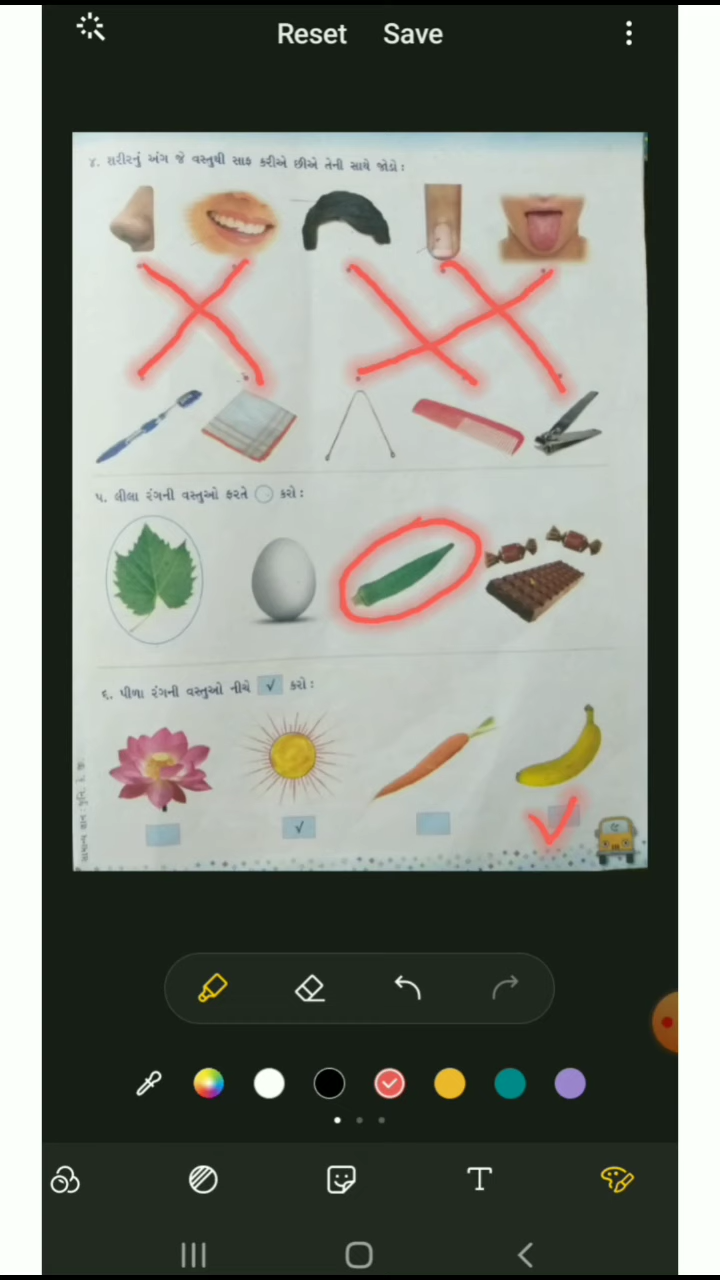 Reset Save
૪. શરીરનું અંગ જે વસ્તુથી સાફ કરીએ છીએ તેની સાથે જોડો :
૫. લીલા રંગની વસ્તુઓ ફરતે ○ કરો :
૬. પીળા રંગની વસ્તુઓ નીચે √ કરો :
√
T